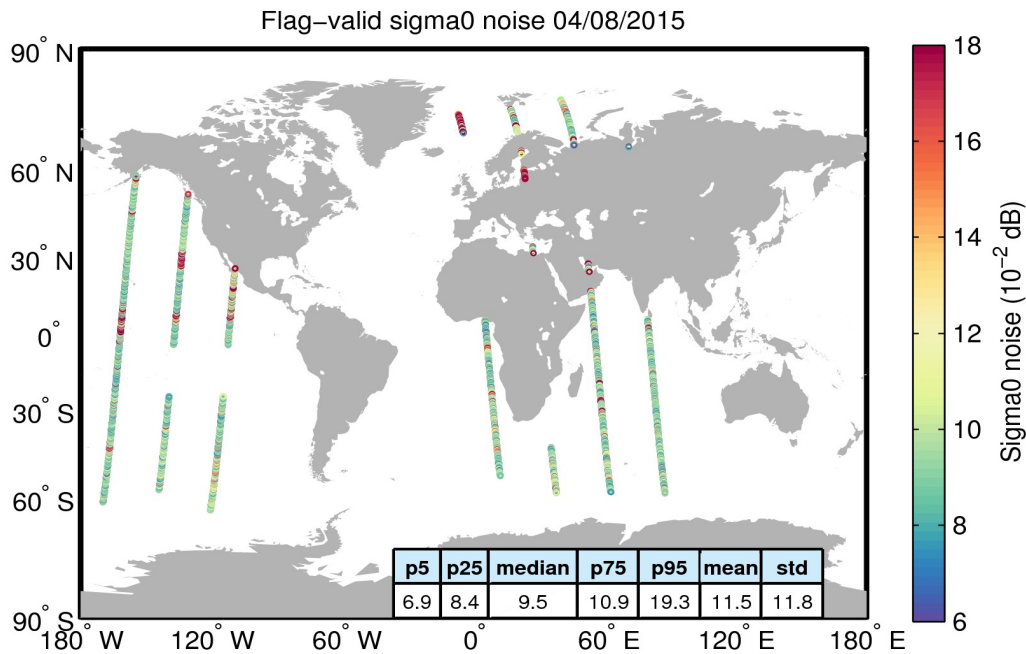 Flag−valid sigma0 noise 04/08/2015
90° N
60° N
30° N
0°
30° S
60° S
90° S
180° W 120° W 60° W 0° 60° E 120° E 180° E
p5 p25 median p75 p95 mean std
6.9 8.4 9.5 10.9 19.3 11.5 11.8
18
16
14
12
10
8
6
Sigma0 noise (10⁻² dB)